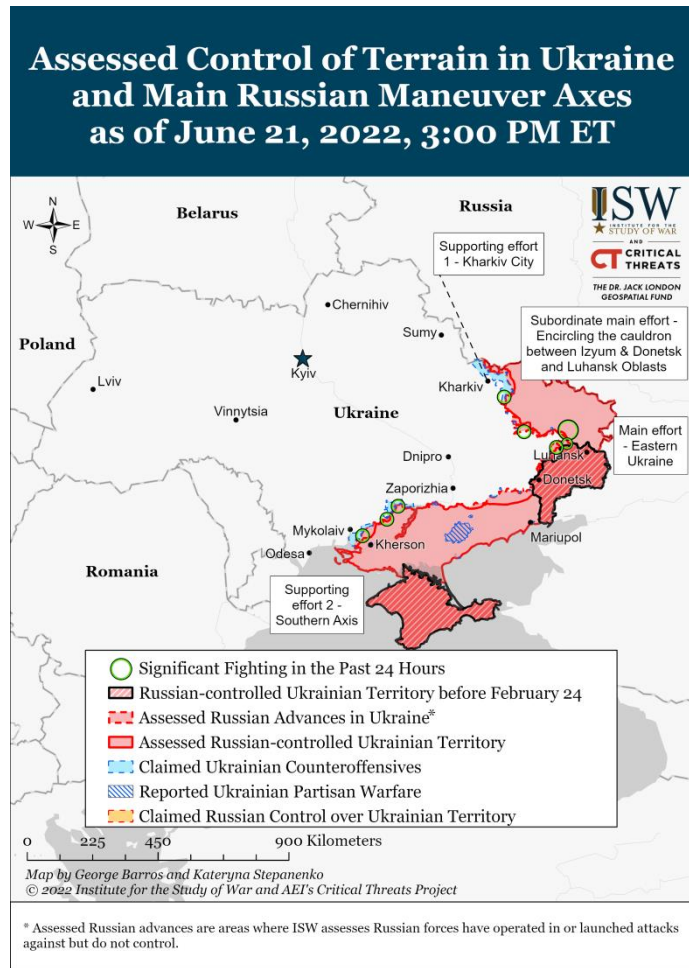 Assessed Control of Terrain in Ukraine
and Main Russian Maneuver Axes
as of June 21, 2022, 3:00 PM ET
N
W
E
S
Belarus
Russia
ISW
INSTITUTE FOR THE
STUDY OF WAR
AND
CT CRITICAL
THREATS
THE DR. JACK LONDON
GEOSPATIAL FUND
Supporting effort
1 - Kharkiv City
Chernihiv
Sumy
Subordinate main effort -
Encircling the cauldron
between Izyum & Donetsk
and Luhansk Oblasts
Poland
Kyiv
Lviv
Kharkiv
Vinnytsia
Ukraine
Main effort
- Eastern
Ukraine
Luhansk
Dnipro
Donetsk
Zaporizhia
Mykolaiv
Mariupol
Odesa
Kherson
Romania
Supporting
effort 2 -
Southern Axis
Significant Fighting in the Past 24 Hours
Russian-controlled Ukrainian Territory before February 24
Assessed Russian Advances in Ukraine*
Assessed Russian-controlled Ukrainian Territory
Claimed Ukrainian Counteroffensives
Reported Ukrainian Partisan Warfare
Claimed Russian Control over Ukrainian Territory
0 225 450 900 Kilometers
Map by George Barros and Kateryna Stepanenko
© 2022 Institute for the Study of War and AEI's Critical Threats Project
* Assessed Russian advances are areas where ISW assesses Russian forces have operated in or launched attacks
against but do not control.